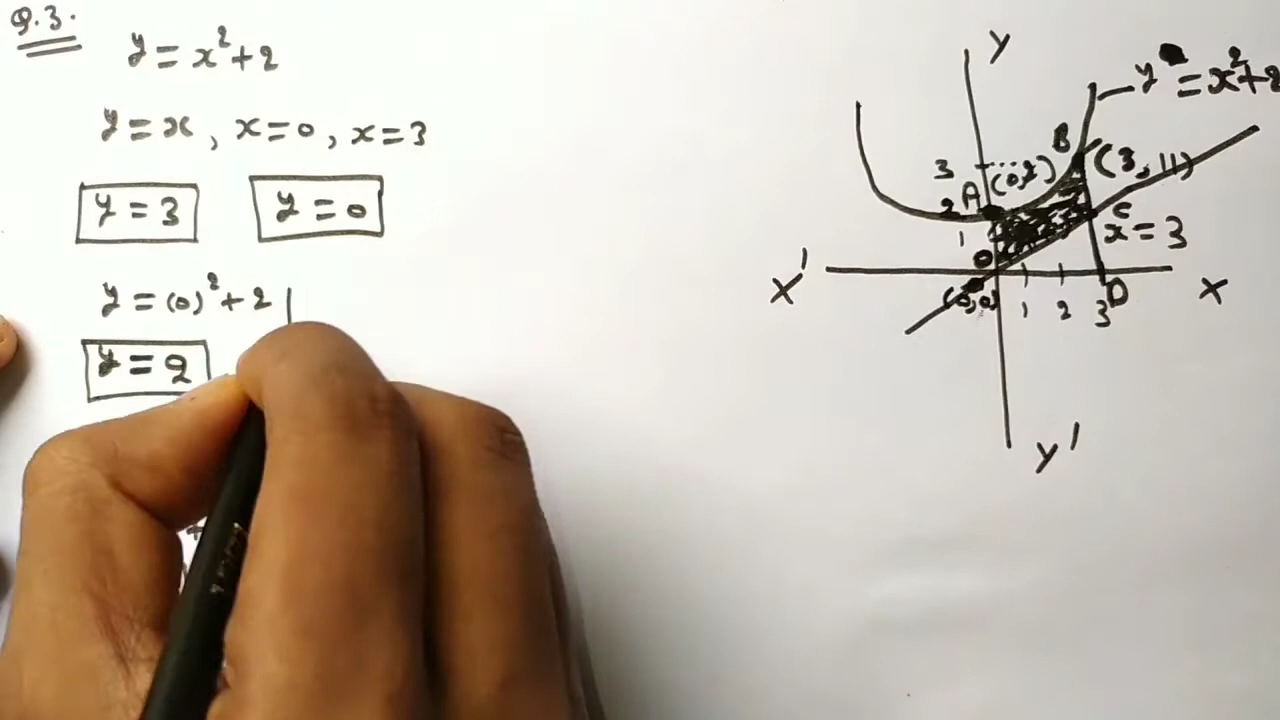 Q.3.
y = x² + 2
y = x , x = 0 , x = 3
y = 3 y = 0
y = (0)² + 2
y = 2
Y
y = x² + 2
B
3 (0,2) (3, 11)
A
2 C
1 x = 3
O
X' X
(0,0) 1 2 3 D
Y'